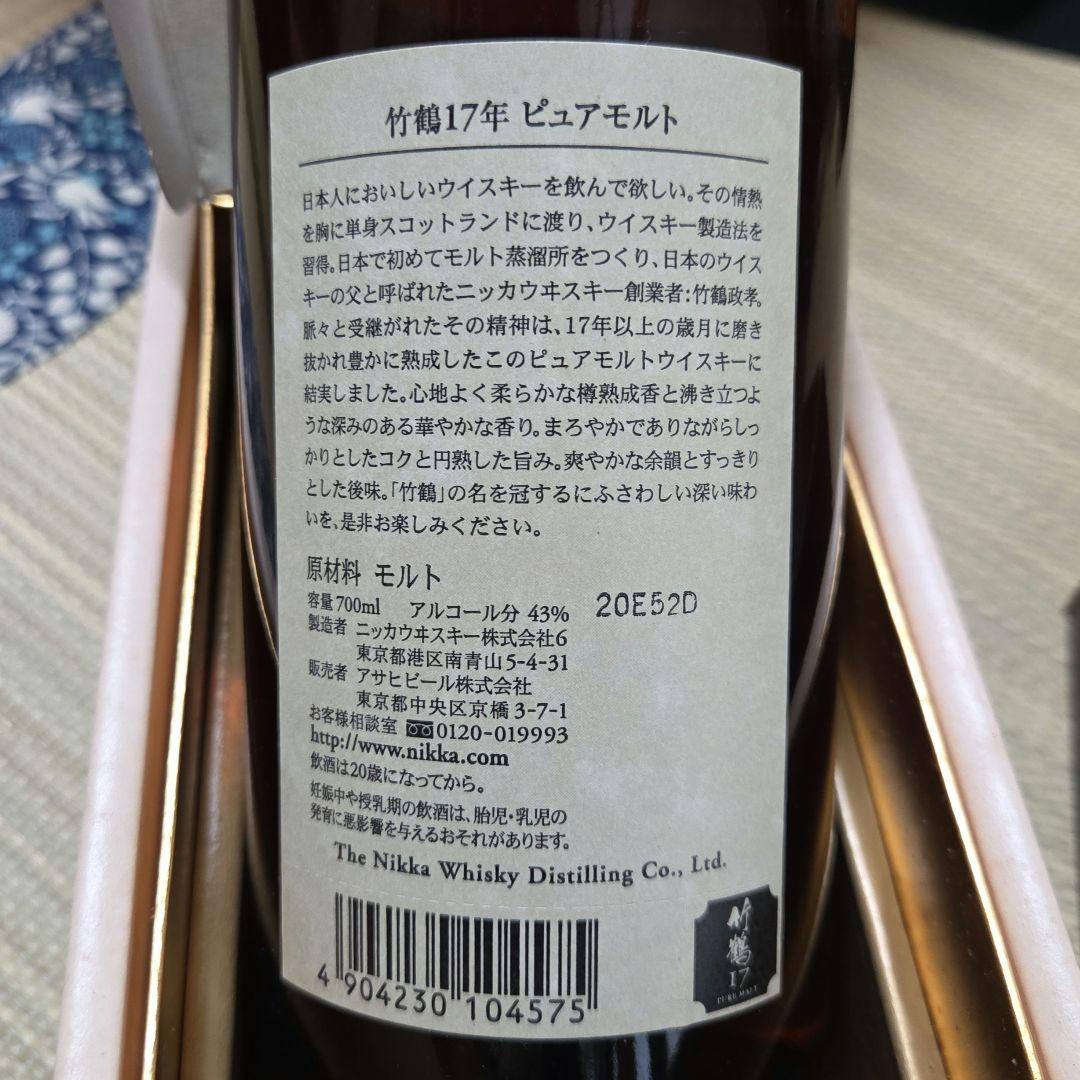 竹鶴17年 ピュアモルト
日本人においしいウイスキーを飲んで欲しい。その情熱
を胸に単身スコットランドに渡り、ウイスキー製造法を
習得。日本で初めてモルト蒸溜所をつくり、日本のウイス
キーの父と呼ばれたニッカウヰスキー創業者:竹鶴政孝。
脈々と受継がれたその精神は、17年以上の歳月に磨き
抜かれ豊かに熟成したこのピュアモルトウイスキーに
結実しました。心地よく柔らかな樽熟成香と沸き立つよ
うな深みのある華やかな香り。まろやかでありながらしっ
かりとしたコクと円熟した旨み。爽やかな余韻とすっきり
とした後味。「竹鶴」の名を冠するにふさわしい深い味わ
いを、是非お楽しみください。
原材料 モルト
容量 700ml アルコール分 43% 20E52D
製造者 ニッカウヰスキー株式会社6
東京都港区南青山5-4-31
販売者 アサヒビール株式会社
東京都中央区京橋3-7-1
お客様相談室 0120-019993
http://www.nikka.com
飲酒は20歳になってから。
妊娠中や授乳期の飲酒は、胎児・乳児の
発育に悪影響を与えるおそれがあります。
The Nikka Whisky Distilling Co., Ltd.
竹鶴
17
PURE MALT
4 904230 104575